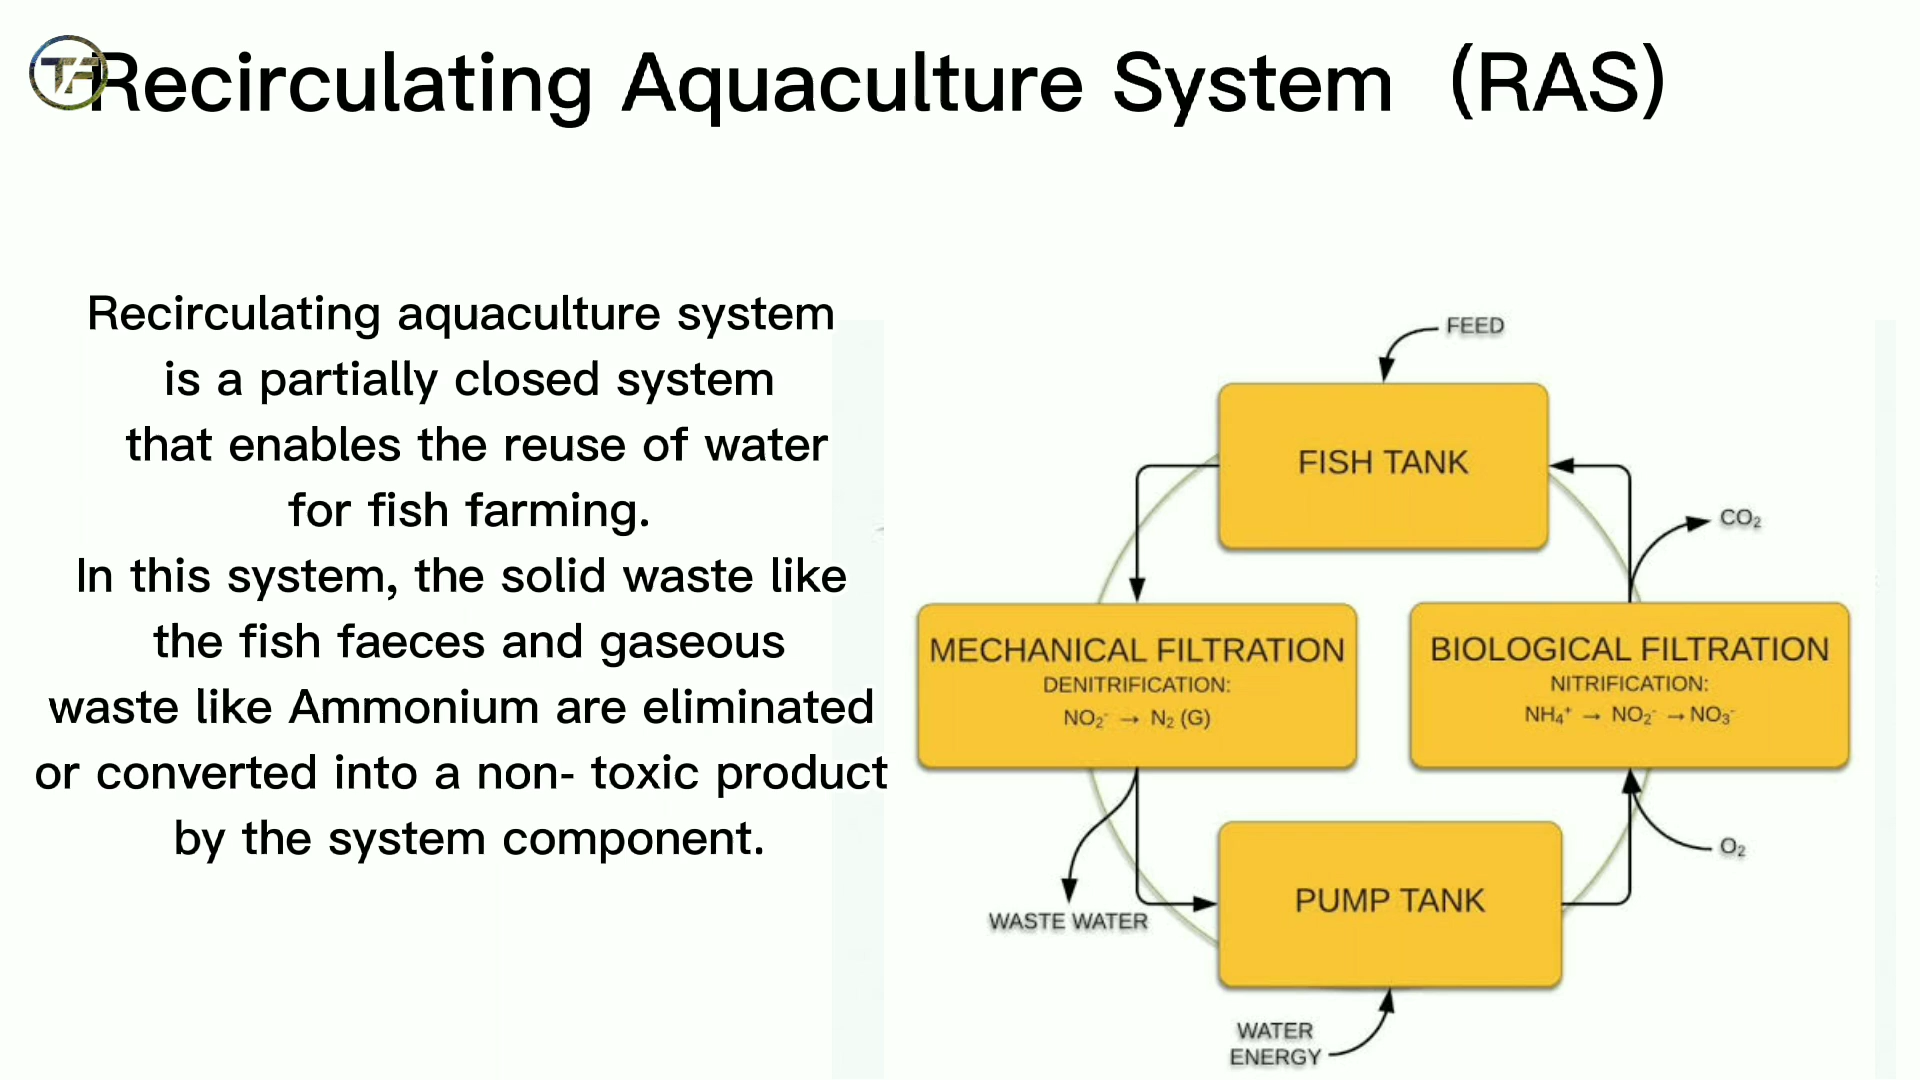 TF
Recirculating Aquaculture System (RAS)
Recirculating aquaculture system
is a partially closed system
that enables the reuse of water
for fish farming.
In this system, the solid waste like
the fish faeces and gaseous
waste like Ammonium are eliminated
or converted into a non- toxic product
by the system component.
FEED
FISH TANK
CO₂
MECHANICAL FILTRATION
DENITRIFICATION:
NO₂⁻ → N₂ (G)
BIOLOGICAL FILTRATION
NITRIFICATION:
NH₄⁺ → NO₂⁻ → NO₃⁻
O₂
PUMP TANK
WASTE WATER
WATER
ENERGY